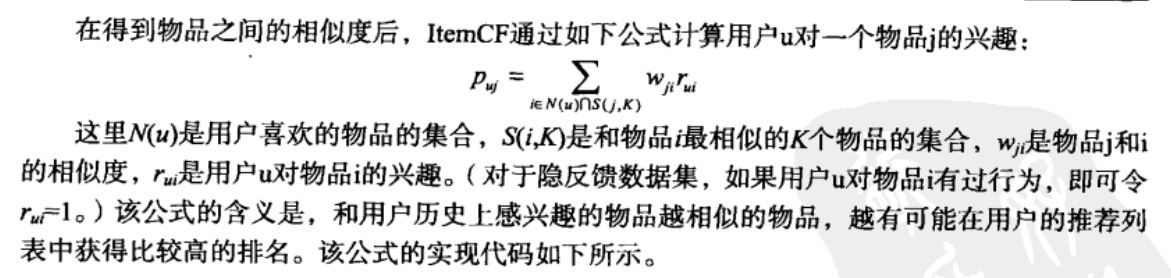 在得到物品之间的相似度后，ItemCF通过如下公式计算用户u对一个物品j的兴趣：
p_{uj} = \sum_{i∈N(u)∩S(j,K)} w_{ji} r_{ui}
这里N(u)是用户喜欢的物品的集合，S(i,K)是和物品i最相似的K个物品的集合，w_{ji}是物品j和i
的相似度，r_{ui}是用户u对物品i的兴趣。（对于隐反馈数据集，如果用户u对物品i有过行为，即可令
r_{ui}=1。）该公式的含义是，和用户历史上感兴趣的物品越相似的物品，越有可能在用户的推荐列
表中获得比较高的排名。该公式的实现代码如下所示。